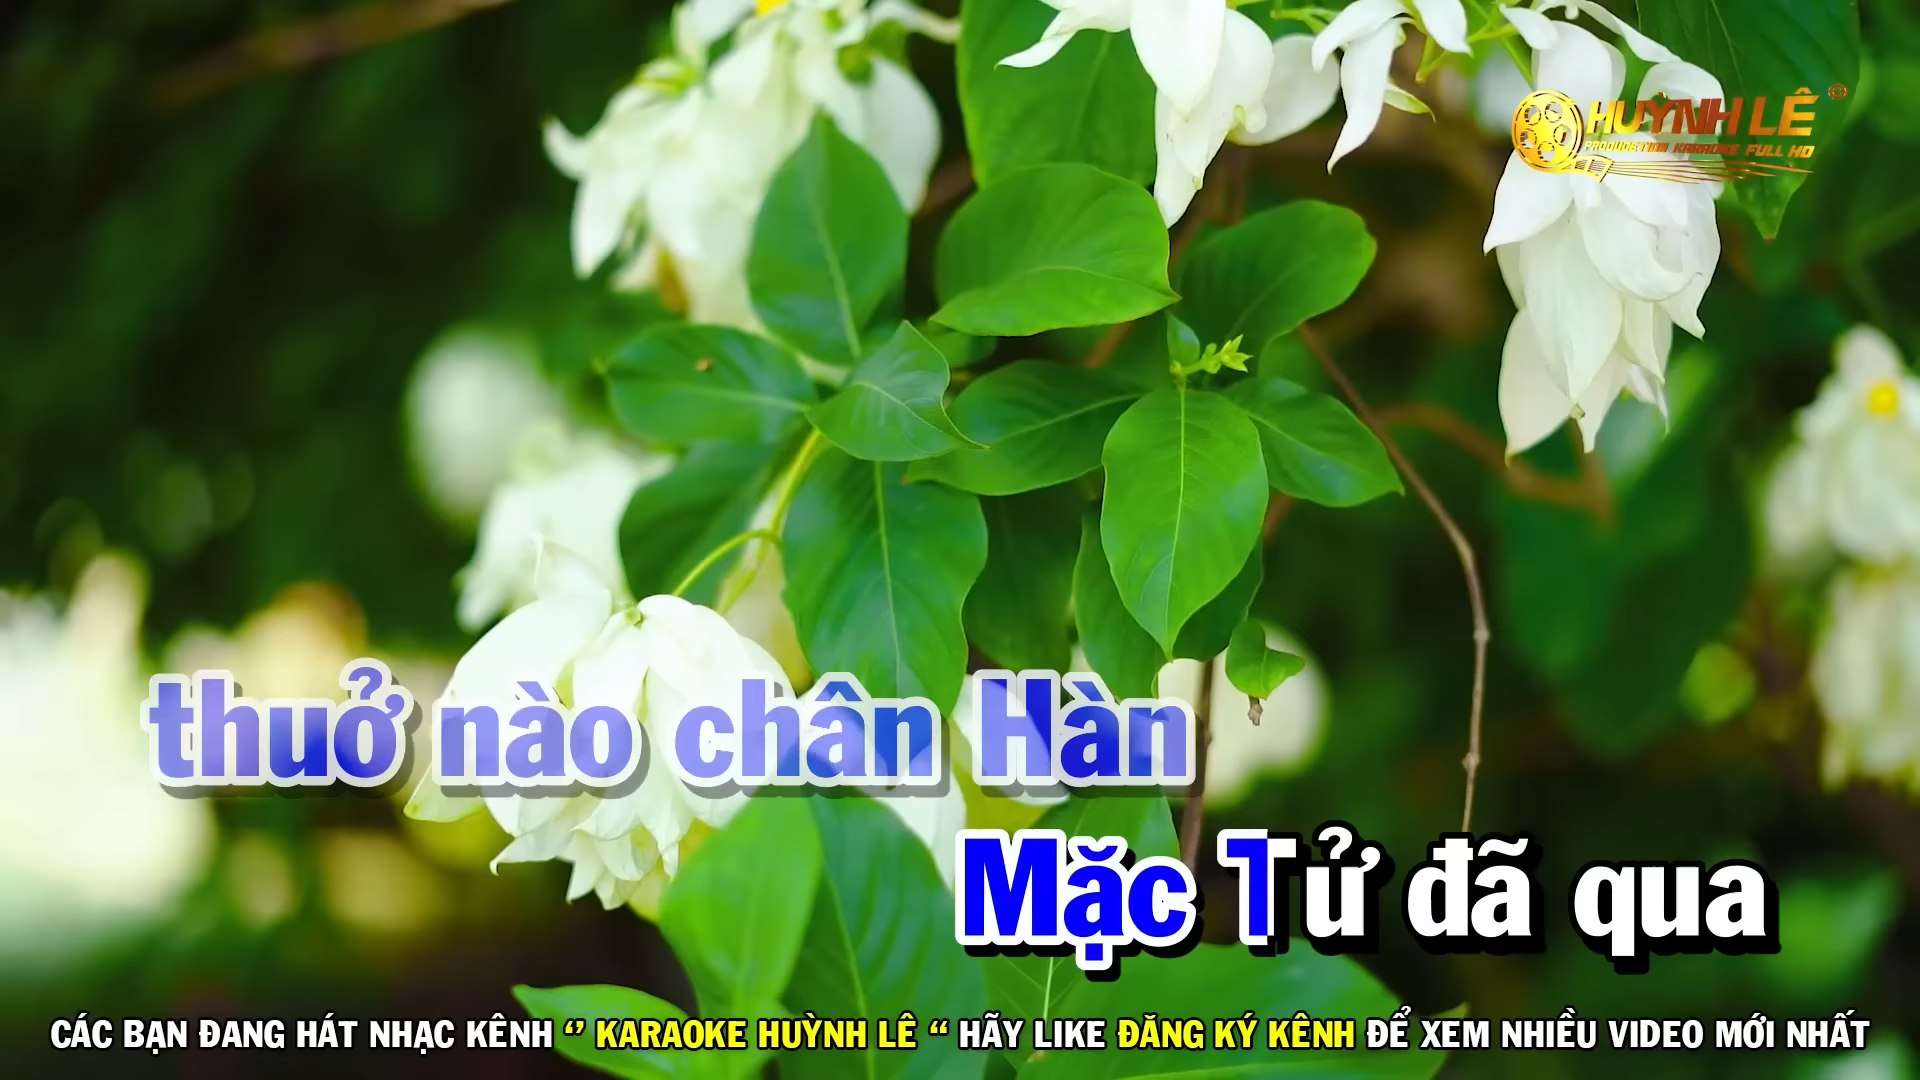 HUỲNH LÊ ©
PRODUCSTION KARAOKE FULL HD
thuở nào chân Hàn
Mặc Tử đã qua
CÁC BẠN ĐANG HÁT NHẠC KÊNH “ KARAOKE HUỲNH LÊ “ HÃY LIKE ĐĂNG KÝ KÊNH ĐỂ XEM NHIỀU VIDEO MỚI NHẤT